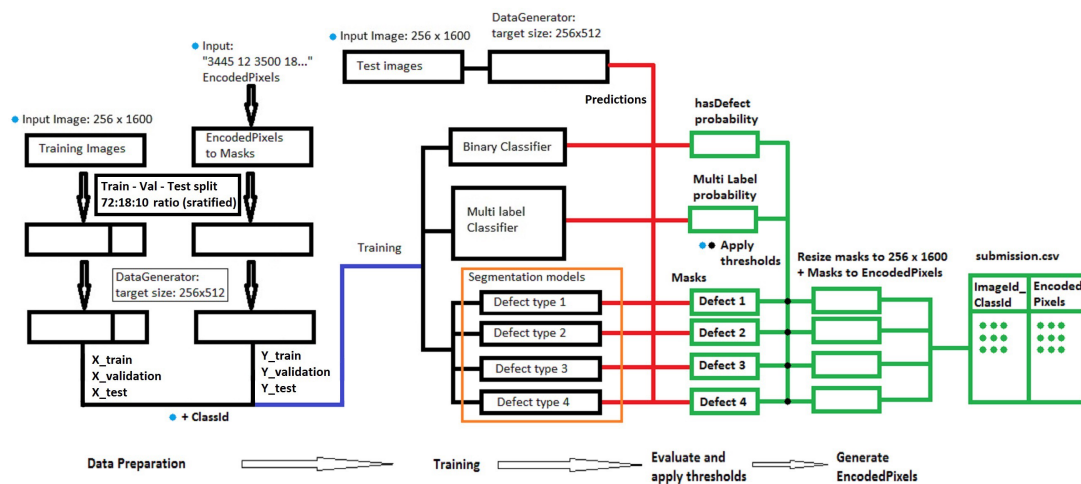 Input:
"3445 12 3500 18..."
EncodedPixels
Input Image: 256 x 1600
Training Images
EncodedPixels
to Masks
Train - Val - Test split
72:18:10 ratio (sratified)
DataGenerator:
target size: 256x512
X_train
X_validation
X_test
Y_train
Y_validation
Y_test
+ ClassId
Training
Input Image: 256 x 1600
Test images
DataGenerator:
target size: 256x512
Predictions
Binary Classifier
Multi label
Classifier
Segmentation models
Defect type 1
Defect type 2
Defect type 3
Defect type 4
hasDefect
probability
Multi Label
probability
Apply
thresholds
Masks
Defect 1
Defect 2
Defect 3
Defect 4
Resize masks to 256 x 1600
+ Masks to EncodedPixels
submission.csv
ImageId_
ClassId
Encoded
Pixels
Data Preparation
Training
Evaluate and
apply thresholds
Generate
EncodedPixels